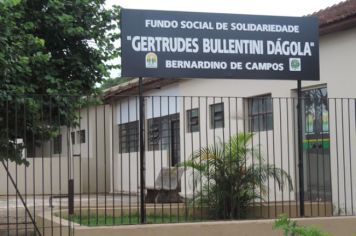 FUNDO SOCIAL DE SOLIDARIEDADE
"GERTRUDES BULLENTINI DÁGOLA"
BERNARDINO DE CAMPOS